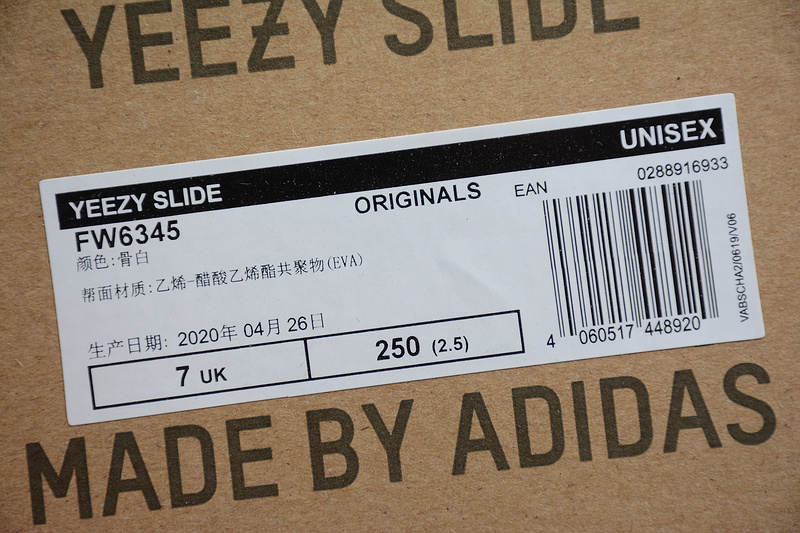 YEEZY SLIDE
UNISEX
YEEZY SLIDE
ORIGINALS
EAN
0288916933
FW6345
颜色:骨白
帮面材质:乙烯-醋酸乙烯酯共聚物(EVA)
生产日期: 2020年 04月 26日
7 UK
250 (2.5)
4 060517 448920
VABSCHA2/0619/V06
MADE BY ADIDAS